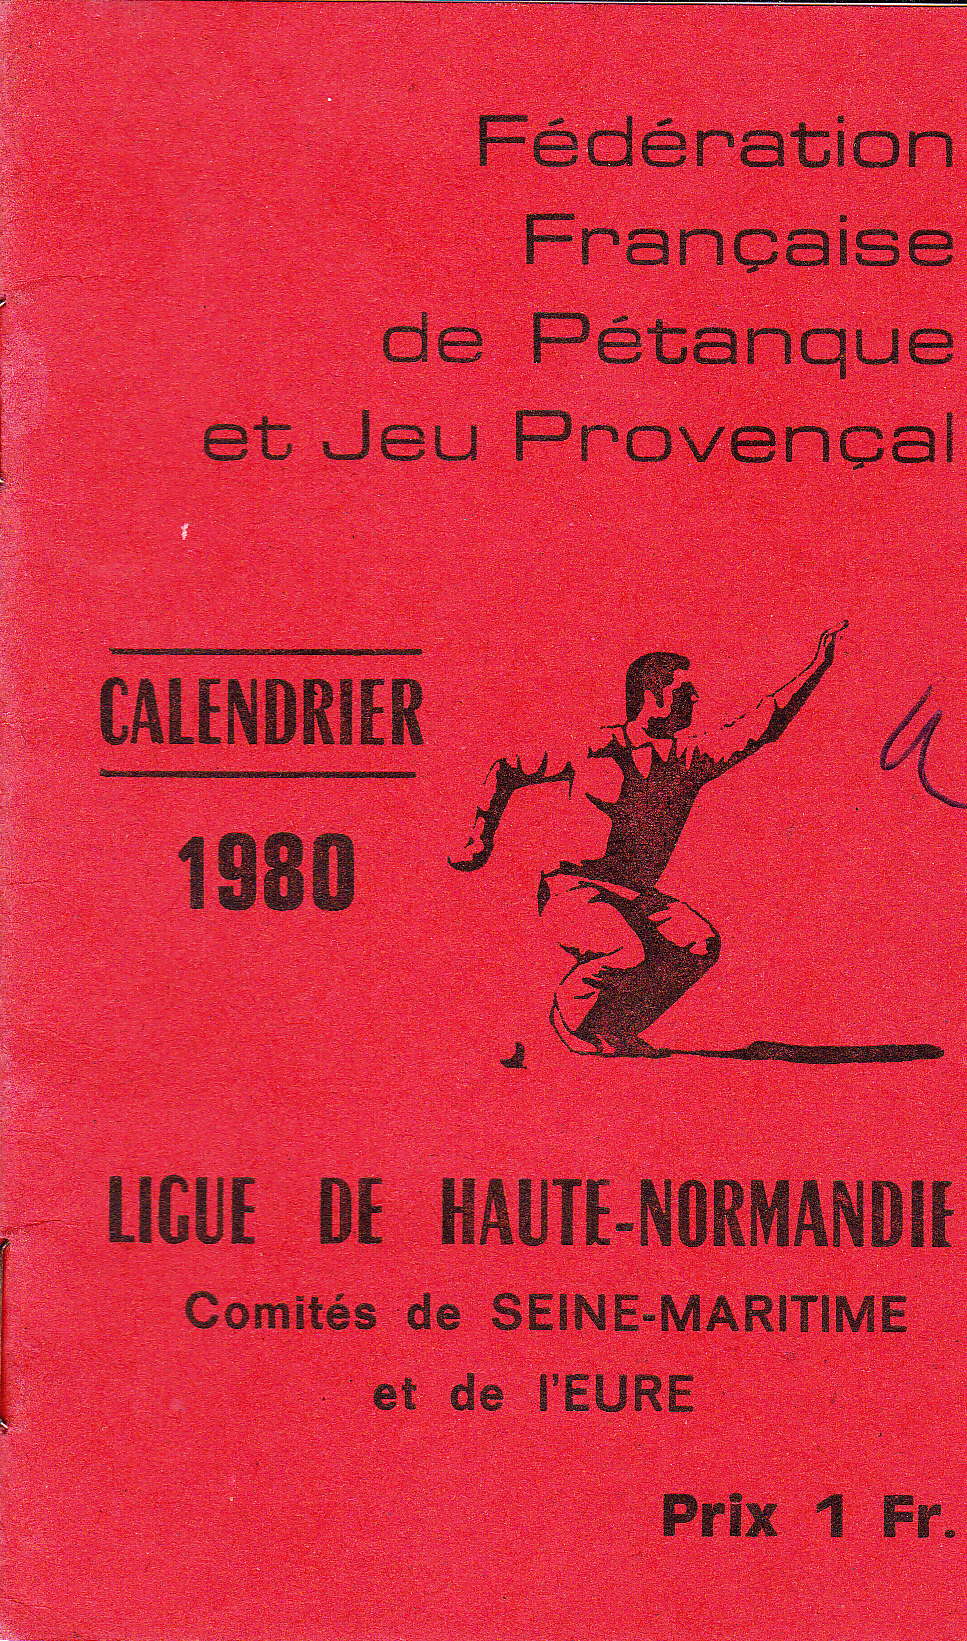 Fédération
Française
de Pétanque
et Jeu Provençal
CALENDRIER
1980
LIGUE DE HAUTE-NORMANDIE
Comités de SEINE-MARITIME
et de l'EURE
Prix 1 Fr.